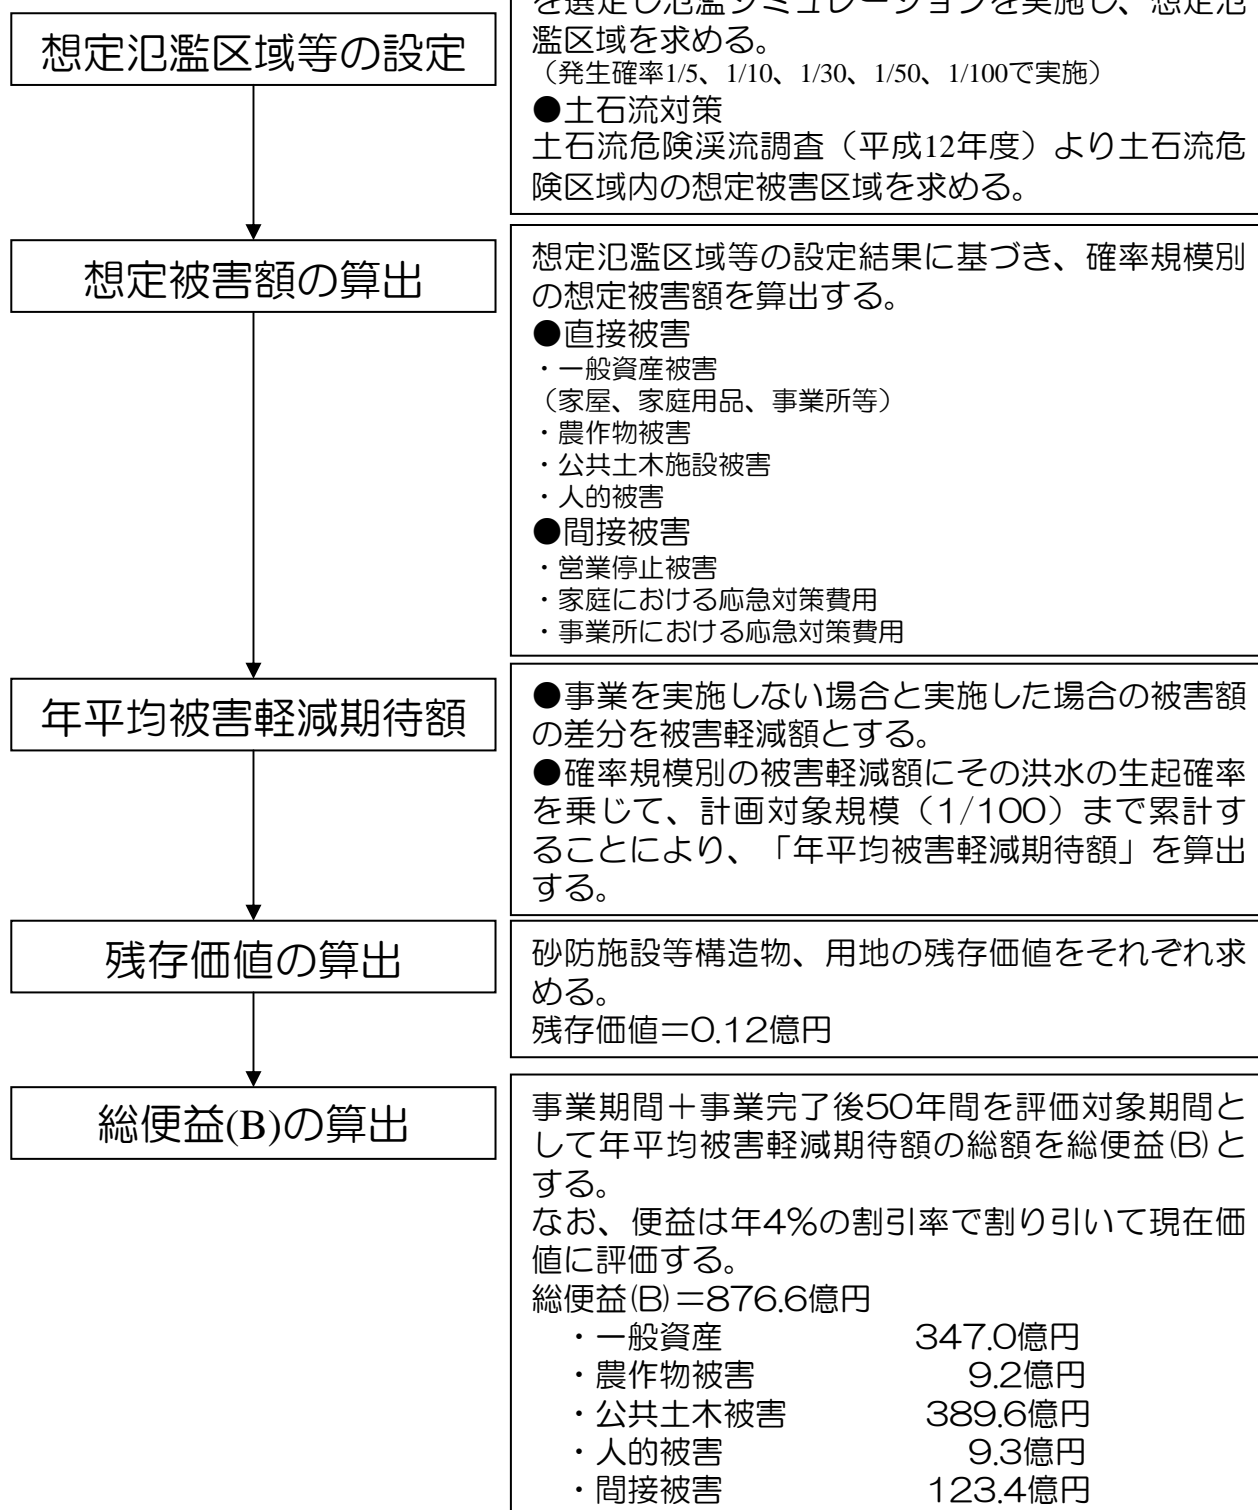 を選定し氾濫シミュレーションを実施し、想定氾
濫区域を求める。
（発生確率1/5、1/10、1/30、1/50、1/100で実施）
●土石流対策
土石流危険渓流調査（平成12年度）より土石流危
険区域内の想定被害区域を求める。
想定氾濫区域等の設定
想定被害額の算出
想定氾濫区域等の設定結果に基づき、確率規模別
の想定被害額を算出する。
●直接被害
・一般資産被害
（家屋、家庭用品、事業所等）
・農作物被害
・公共土木施設被害
・人的被害
●間接被害
・営業停止被害
・家庭における応急対策費用
・事業所における応急対策費用
年平均被害軽減期待額
●事業を実施しない場合と実施した場合の被害額
の差分を被害軽減額とする。
●確率規模別の被害軽減額にその洪水の生起確率
を乗じて、計画対象規模（1/100）まで累計す
ることにより、「年平均被害軽減期待額」を算出
する。
残存価値の算出
砂防施設等構造物、用地の残存価値をそれぞれ求
める。
残存価値＝0.12億円
総便益(B)の算出
事業期間＋事業完了後50年間を評価対象期間と
して年平均被害軽減期待額の総額を総便益(B)と
する。
なお、便益は年4%の割引率で割り引いて現在価
値に評価する。
総便益(B)＝876.6億円
・一般資産 347.0億円
・農作物被害 9.2億円
・公共土木被害 389.6億円
・人的被害 9.3億円
・間接被害 123.4億円